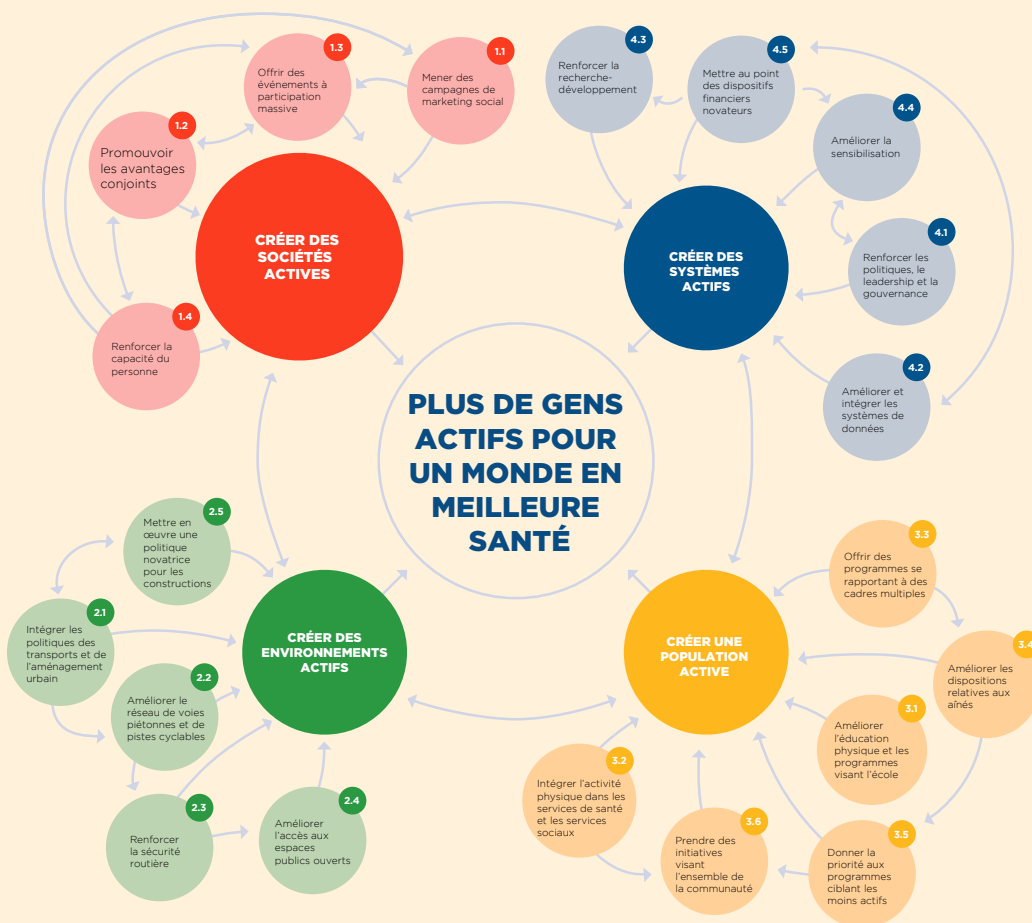 1.3
Offrir des
événements à
participation
massive
1.1
Mener des
campagnes de
marketing social
1.2
Promouvoir
les avantages
conjoints
1.4
Renforcer la
capacité du
personne
CRÉER DES
SOCIÉTÉS
ACTIVES
4.3
Renforcer la
recherche-
développement
4.5
Mettre au point
des dispositifs
financiers
novateurs
4.4
Améliorer la
sensibilisation
4.1
Renforcer les
politiques, le
leadership et la
gouvernance
4.2
Améliorer et
intégrer les
systèmes de
données
CRÉER DES
SYSTÈMES
ACTIFS
PLUS DE GENS
ACTIFS POUR
UN MONDE EN
MEILLEURE
SANTÉ
2.5
Mettre en
œuvre une
politique
novatrice
pour les
constructions
2.1
Intégrer les
politiques des
transports et de
l'aménagement
urbain
2.2
Améliorer le
réseau de voies
piétonnes et de
pistes cyclables
2.3
Renforcer
la sécurité
routière
2.4
Améliorer
l'accès aux
espaces
publics ouverts
CRÉER DES
ENVIRONNEMENTS
ACTIFS
CRÉER UNE
POPULATION
ACTIVE
3.3
Offrir des
programmes se
rapportant à des
cadres multiples
3.4
Améliorer les
dispositions
relatives aux
aînés
3.1
Améliorer
l'éducation
physique et les
programmes
visant l'école
3.2
Intégrer l'activité
physique dans les
services de santé
et les services
sociaux
3.6
Prendre des
initiatives
visant
l'ensemble de
la communauté
3.5
Donner la
priorité aux
programmes
ciblant les
moins actifs